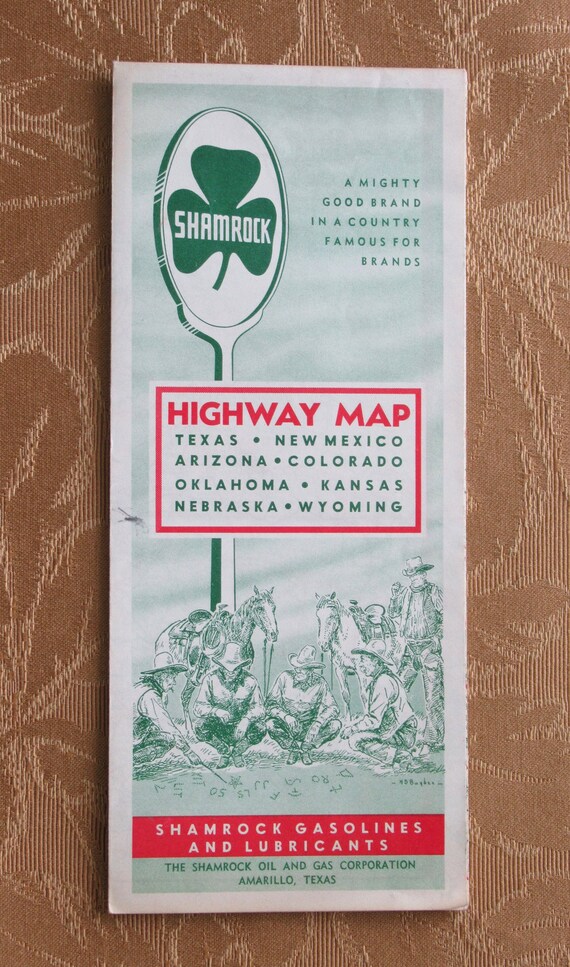 SHAMROCK
A MIGHTY
GOOD BRAND
IN A COUNTRY
FAMOUS FOR
BRANDS
HIGHWAY MAP
TEXAS • NEW MEXICO
ARIZONA • COLORADO
OKLAHOMA • KANSAS
NEBRASKA • WYOMING
SHAMROCK GASOLINES
AND LUBRICANTS
THE SHAMROCK OIL AND GAS CORPORATION
AMARILLO, TEXAS